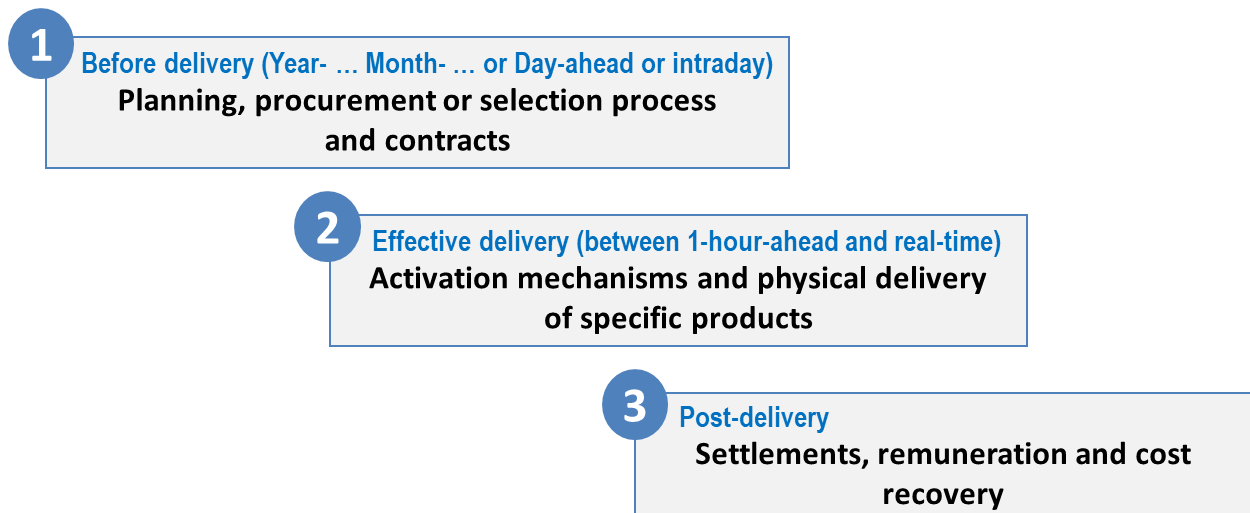 1
Before delivery (Year- ... Month- ... or Day-ahead or intraday)
Planning, procurement or selection process
and contracts
2
Effective delivery (between 1-hour-ahead and real-time)
Activation mechanisms and physical delivery
of specific products
3
Post-delivery
Settlements, remuneration and cost
recovery